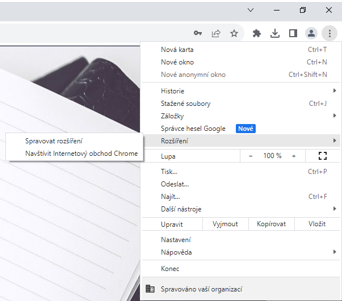 Nová karta Ctrl+T
Nové okno Ctrl+N
Nové anonymní okno Ctrl+Shift+N
Historie
Stažené soubory Ctrl+J
Záložky
Správce hesel Google Nové
Rozšíření
Spravovat rozšíření
Navštívit Internetový obchod Chrome
Lupa − 100 % +
Tisk... Ctrl+P
Odeslat...
Najít... Ctrl+F
Další nástroje
Upravit Vyjmout Kopírovat Vložit
Nastavení
Nápověda
Konec
Spravováno vaší organizací